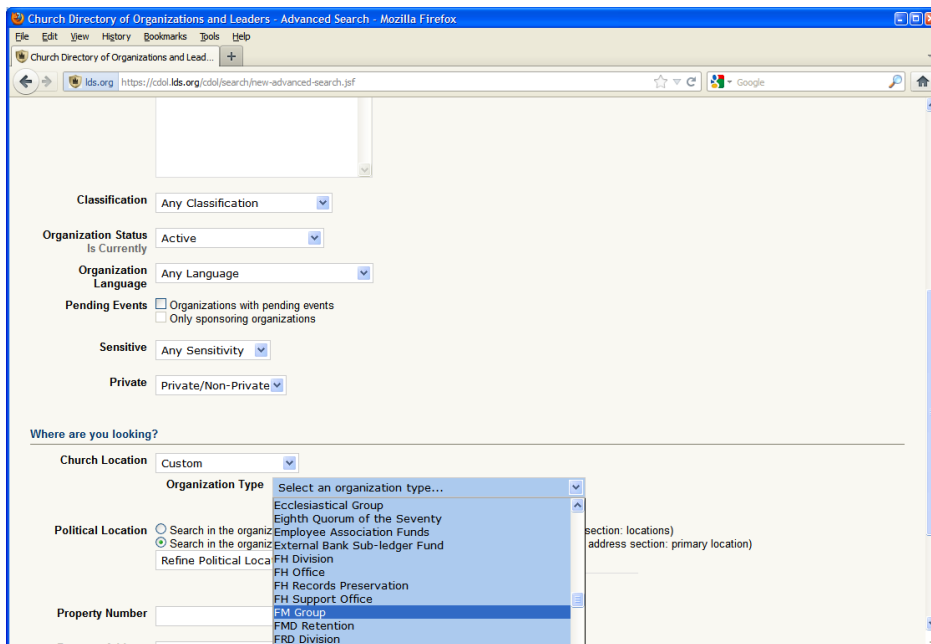 Church Directory of Organizations and Leaders - Advanced Search - Mozilla Firefox
File Edit View History Bookmarks Tools Help
Church Directory of Organizations and Lead... +
lds.org https://cdol.lds.org/cdol/search/new-advanced-search.jsf Google
Classification Any Classification
Organization Status Active
Is Currently
Organization Language Any Language
Pending Events Organizations with pending events
Only sponsoring organizations
Sensitive Any Sensitivity
Private Private/Non-Private
Where are you looking?
Church Location Custom
Organization Type Select an organization type...
Ecclesiastical Group
Eighth Quorum of the Seventy
Political Location Search in the organiz Employee Association Funds section: locations)
Search in the organiz External Bank Sub-ledger Fund address section: primary location)
Refine Political Loca FH Division
FH Office
FH Records Preservation
FH Support Office
Property Number FM Group
FMD Retention
FRD Division